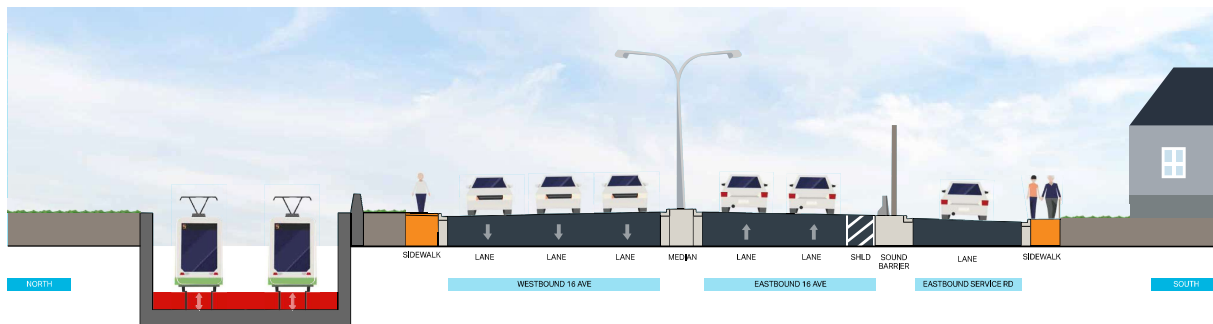 SIDEWALK
LANE
LANE
LANE
MEDIAN
LANE
LANE
SHLD
SOUND
BARRIER
LANE
SIDEWALK
NORTH
WESTBOUND 16 AVE
EASTBOUND 16 AVE
EASTBOUND SERVICE RD
SOUTH